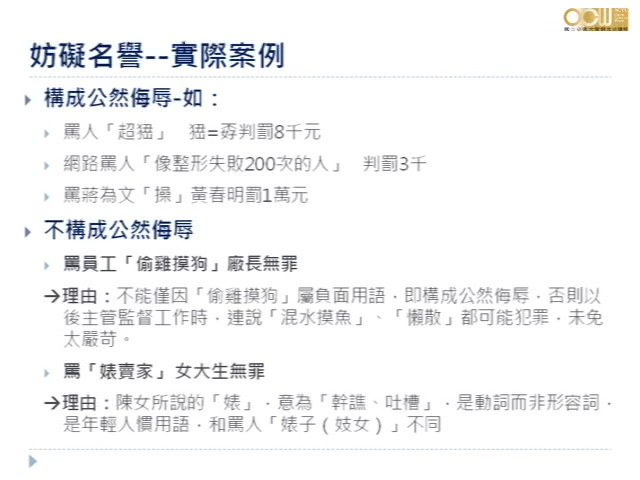 妨礙名譽--實際案例
構成公然侮辱-如：
罵人「超㚻」 㚻=孬判罰8千元
網路罵人「像整形失敗200次的人」 判罰3千
罵蔣為文「操」黃春明罰1萬元
不構成公然侮辱
罵員工「偷雞摸狗」廠長無罪
→理由：不能僅因「偷雞摸狗」屬負面用語，即構成公然侮辱，否則以
後主管監督工作時，連說「混水摸魚」、「懶散」都可能犯罪，未免
太嚴苛。
罵「婊賣家」女大生無罪
→理由：陳女所說的「婊」，意為「幹譙、吐槽」，是動詞而非形容詞，
是年輕人慣用語，和罵人「婊子（妓女）」不同